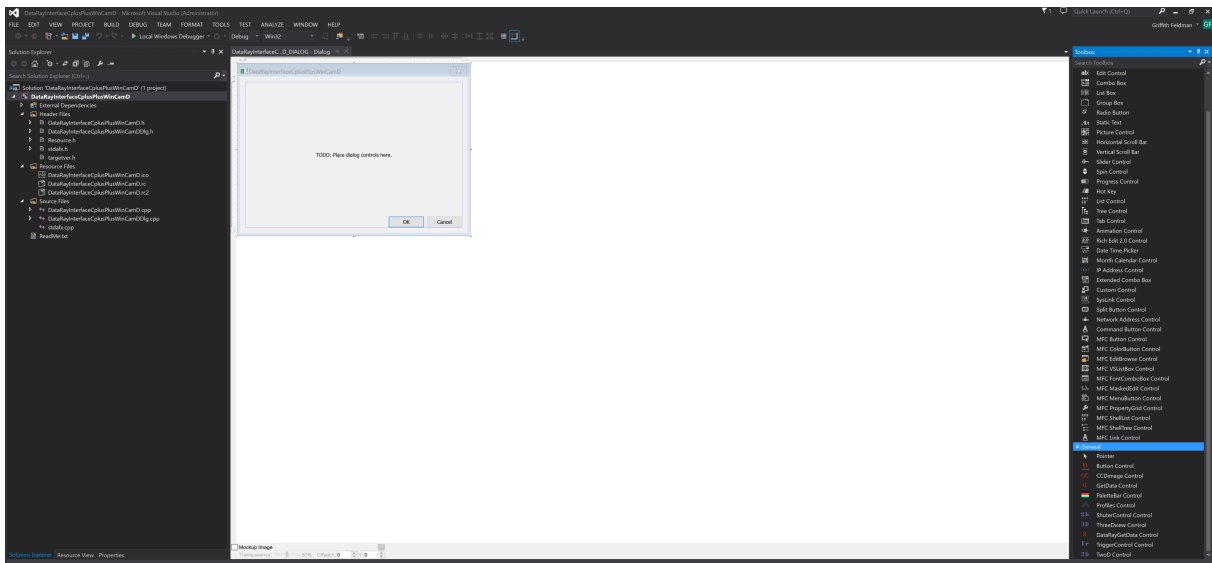 DataRayInterfaceCplusPlusWinCamD - Microsoft Visual Studio (Administrator)
1
Quick Launch (Ctrl+Q)
FILE EDIT VIEW PROJECT BUILD DEBUG TEAM FORMAT TOOLS TEST ANALYZE WINDOW HELP
Griffith Feldman
GF
Local Windows Debugger
Debug
Win32
Solution Explorer
Search Solution Explorer (Ctrl+;)
Solution 'DataRayInterfaceCplusPlusWinCamD' (1 project)
DataRayInterfaceCplusPlusWinCamD
External Dependencies
Header Files
DataRayInterfaceCplusPlusWinCamD.h
DataRayInterfaceCplusPlusWinCamDDlg.h
Resource.h
stdafx.h
targetver.h
Resource Files
DataRayInterfaceCplusPlusWinCamD.ico
DataRayInterfaceCplusPlusWinCamD.rc
DataRayInterfaceCplusPlusWinCamD.rc2
Source Files
DataRayInterfaceCplusPlusWinCamD.cpp
DataRayInterfaceCplusPlusWinCamDDlg.cpp
stdafx.cpp
ReadMe.txt
Solution Explorer Resource View Properties
DataRayInterfaceC...D_DIALOG - Dialog
DataRayInterfaceCplusPlusWinCamD
TODO: Place dialog controls here.
OK Cancel
Mockup Image
Transparency: 50% Offset X: 0 Y: 0
Toolbox
Search Toolbox
Edit Control
Combo Box
List Box
Group Box
Radio Button
Static Text
Picture Control
Horizontal Scroll Bar
Vertical Scroll Bar
Slider Control
Spin Control
Progress Control
Hot Key
List Control
Tree Control
Tab Control
Animation Control
Rich Edit 2.0 Control
Date Time Picker
Month Calendar Control
IP Address Control
Extended Combo Box
Custom Control
SysLink Control
Split Button Control
Network Address Control
Command Button Control
MFC Button Control
MFC ColorButton Control
MFC EditBrowse Control
MFC VSListBox Control
MFC FontComboBox Control
MFC MaskedEdit Control
MFC MenuButton Control
MFC PropertyGrid Control
MFC ShellList Control
MFC ShellTree Control
MFC Link Control
General
Pointer
Button Control
CCDimage Control
GetData Control
PaletteBar Control
Profiles Control
ShuterControl Control
ThreeDview Control
DataRayGetData Control
TriggerControl Control
TwoD Control